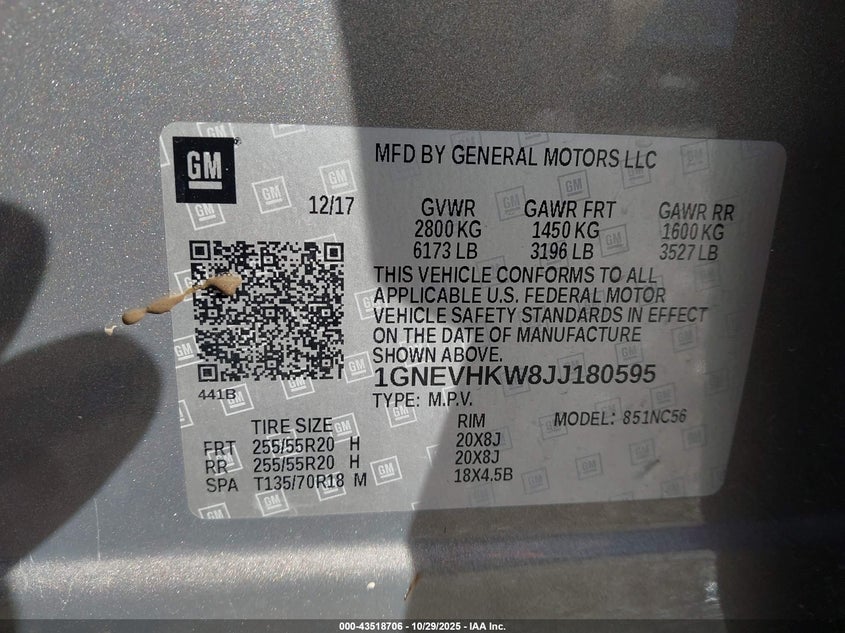 GM
MFD BY GENERAL MOTORS LLC
12/17
GVWR GAWR FRT GAWR RR
2800 KG 1450 KG 1600 KG
6173 LB 3196 LB 3527 LB
THIS VEHICLE CONFORMS TO ALL
APPLICABLE U.S. FEDERAL MOTOR
VEHICLE SAFETY STANDARDS IN EFFECT
ON THE DATE OF MANUFACTURE
SHOWN ABOVE.
1GNEVHKW8JJ180595
441B
TYPE: M.P.V.
TIRE SIZE RIM MODEL: 851NC56
FRT 255/55R20 H 20X8J
RR 255/55R20 H 20X8J
SPA T135/70R18 M 18X4.5B
000-43518706 - 10/29/2025 - IAA Inc.